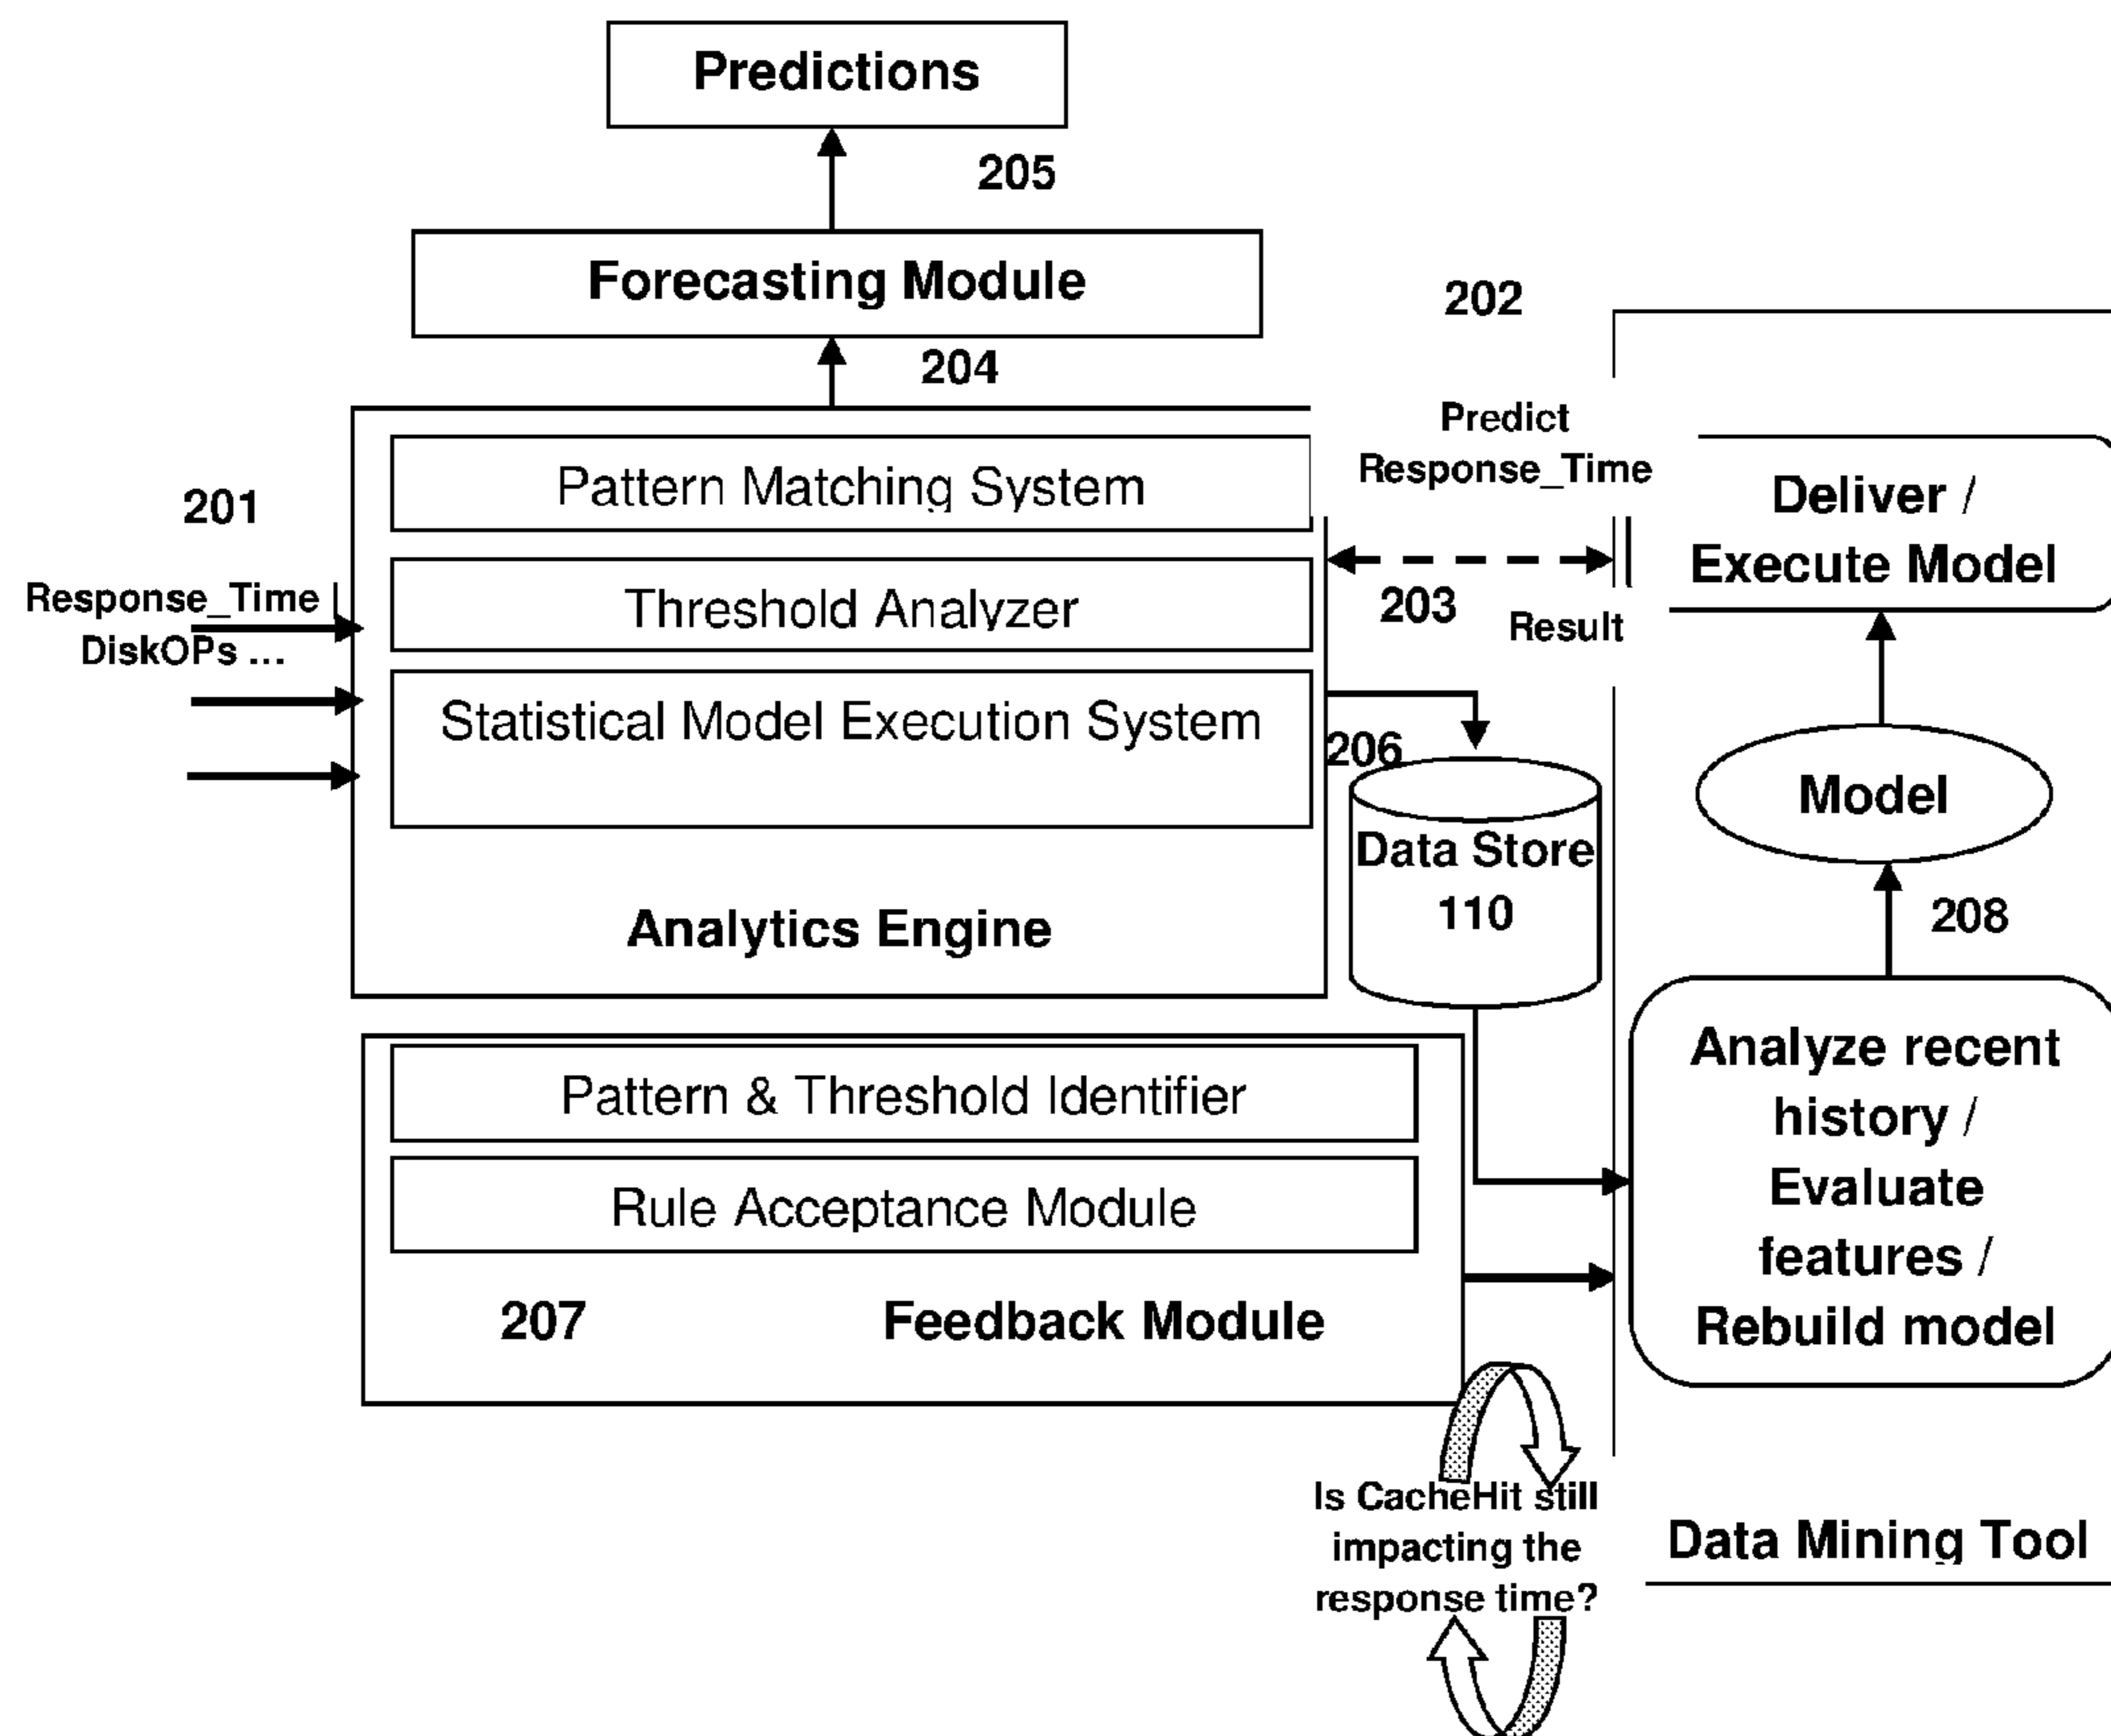 Predictions
205
Forecasting Module
204
202
Predict
Response_Time
201
Response_Time
DiskOPs ...
Pattern Matching System
Threshold Analyzer
Statistical Model Execution System
Analytics Engine
203
Result
206
Data Store
110
Deliver /
Execute Model
Model
208
Analyze recent
history /
Evaluate
features /
Rebuild model
Pattern & Threshold Identifier
Rule Acceptance Module
207
Feedback Module
Is CacheHit still
impacting the
response time?
Data Mining Tool